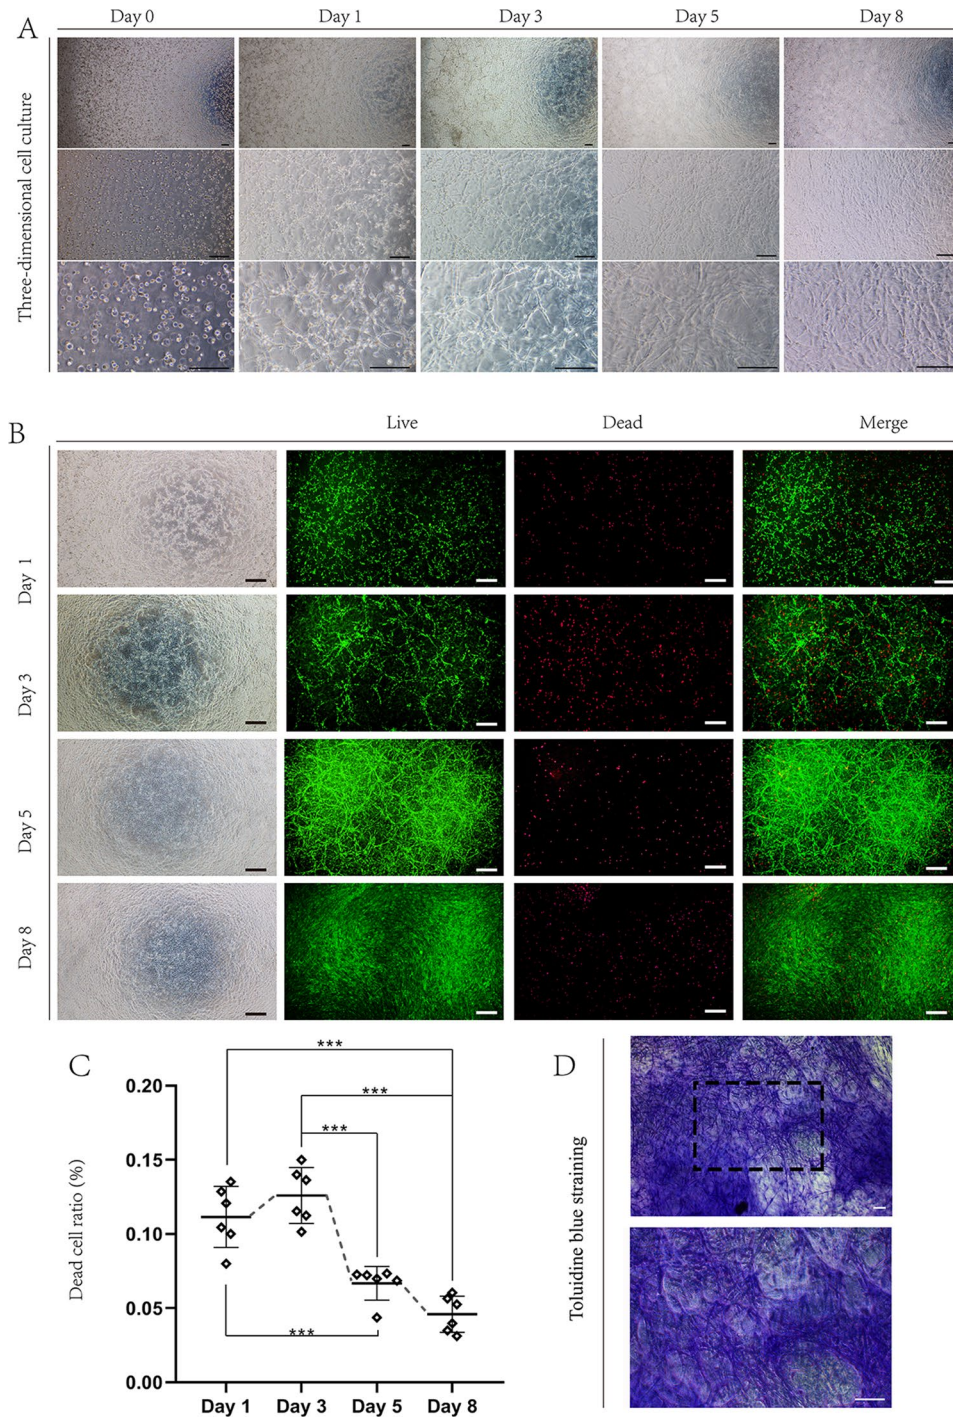 A
Day 0 Day 1 Day 3 Day 5 Day 8
Three-dimensional cell culture
B
Live Dead Merge
Day 1
Day 3
Day 5
Day 8
C
***
***
***
***
0.20
0.15
0.10
0.05
0.00
Dead cell ratio (%)
Day 1 Day 3 Day 5 Day 8
D
Toluidine blue straining